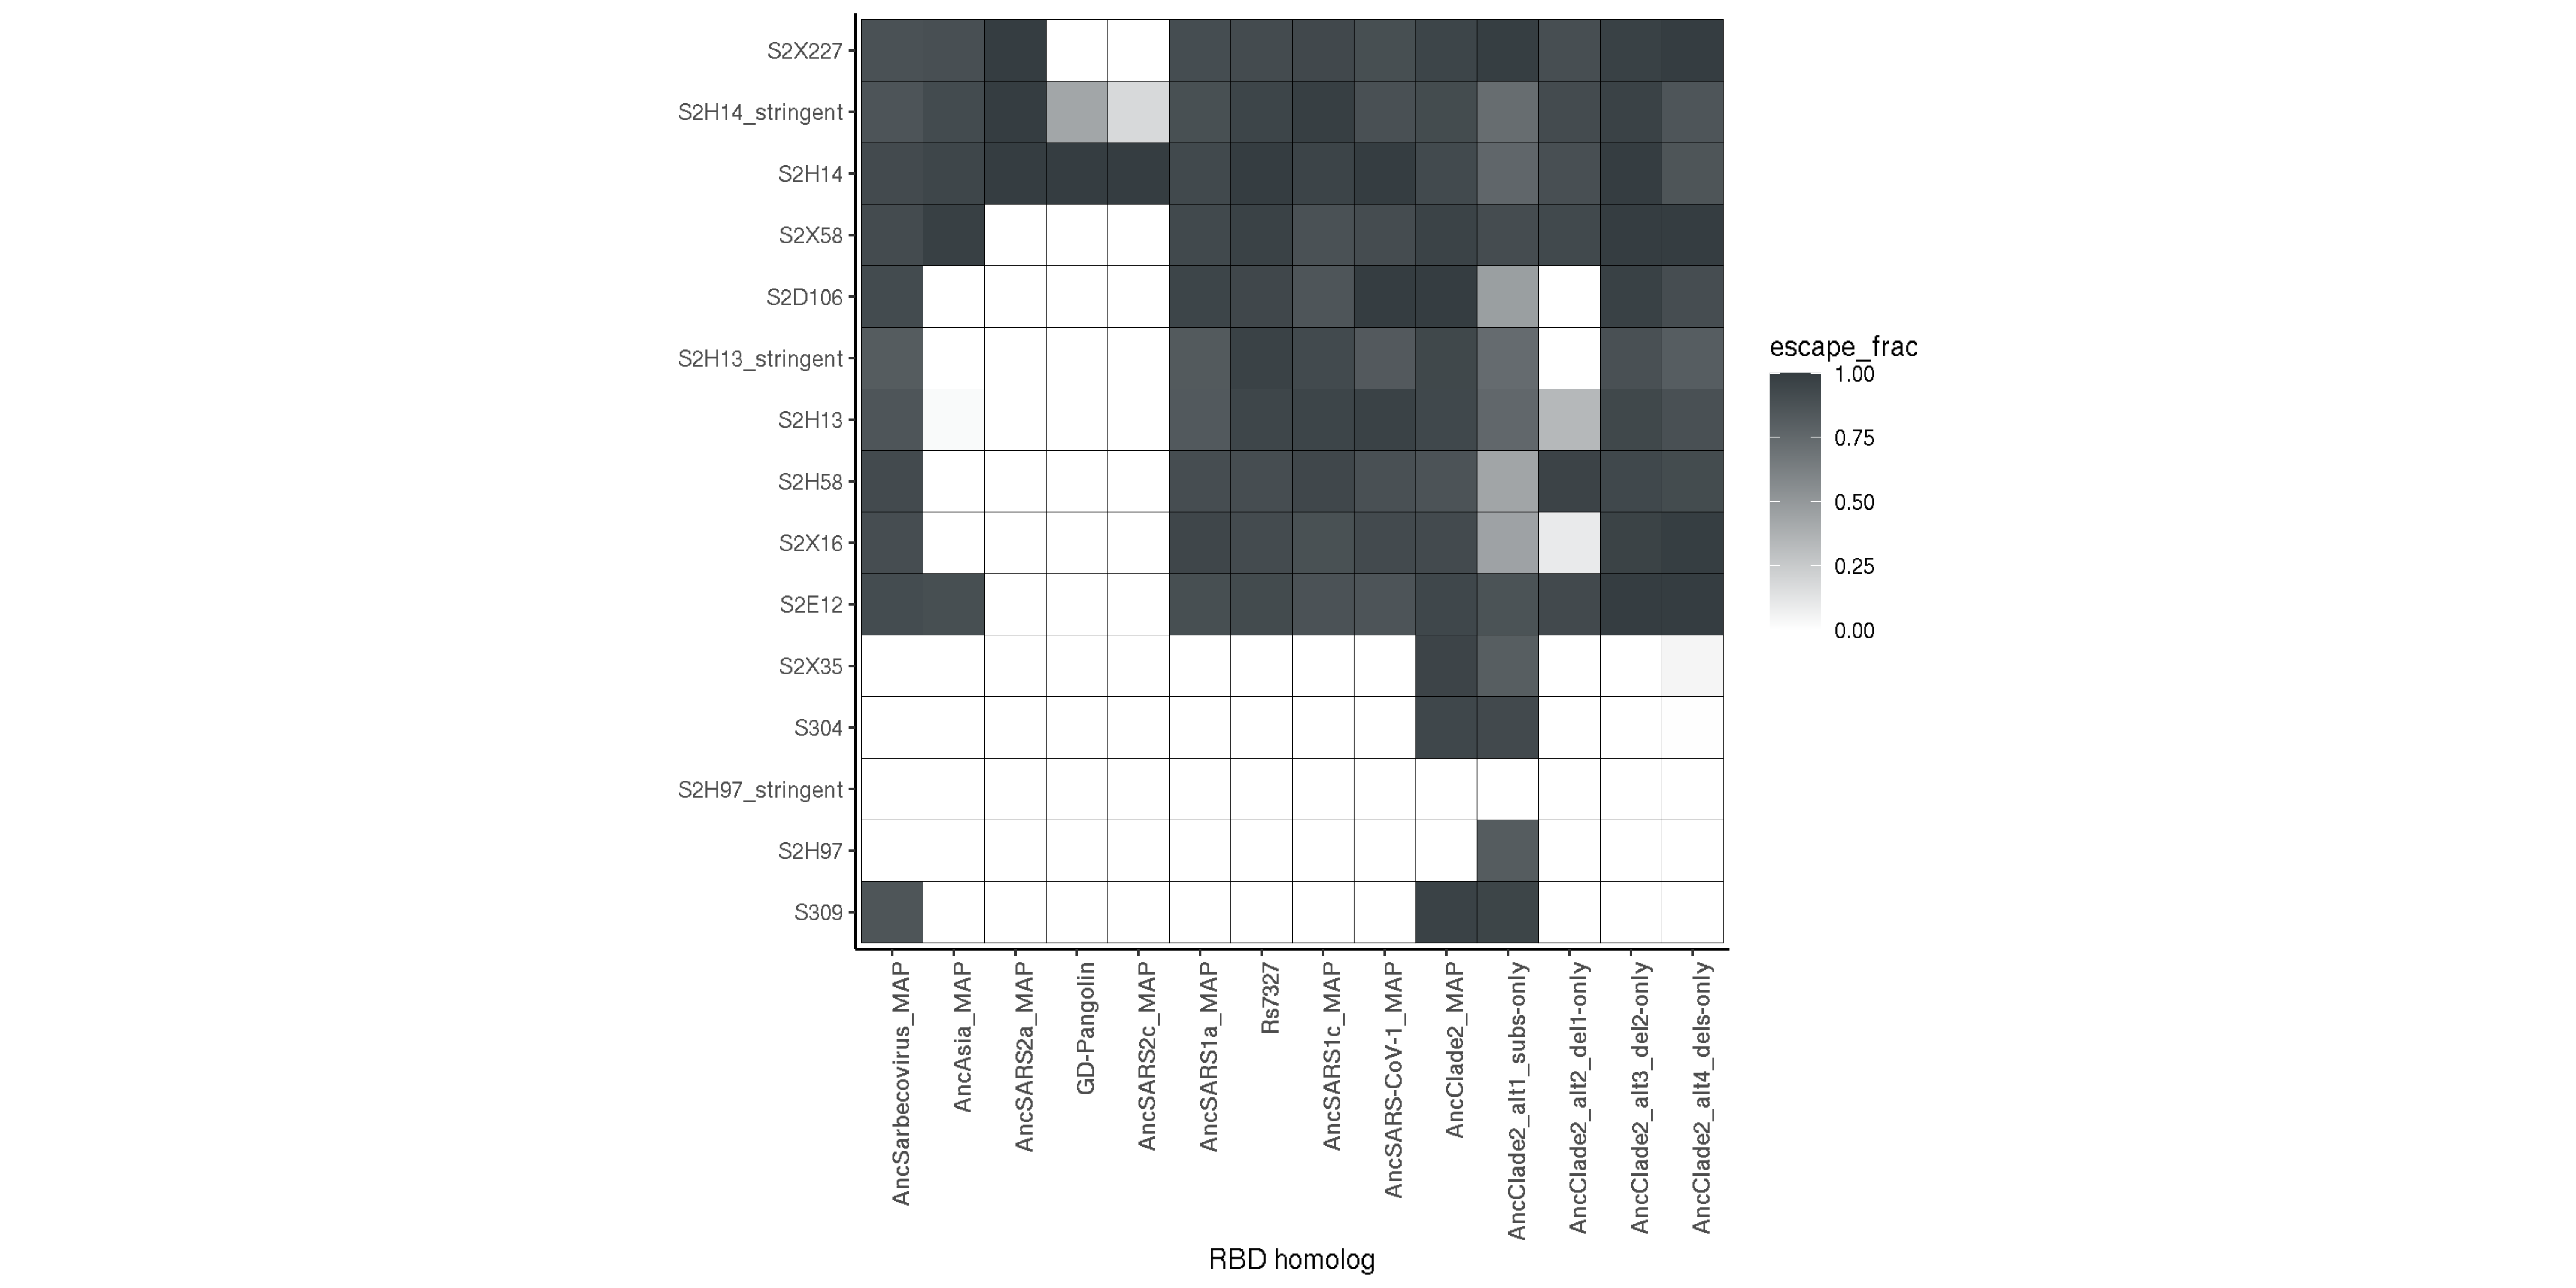 S2X227
S2H14_stringent
S2H14
S2X58
S2D106
S2H13_stringent
S2H13
S2H58
S2X16
S2E12
S2X35
S304
S2H97_stringent
S2H97
S309
AncSarbecovirus_MAP
AncAsia_MAP
AncSARS2a_MAP
GD-Pangolin
AncSARS2c_MAP
AncSARS1a_MAP
Rs7327
AncSARS1c_MAP
AncSARS-CoV-1_MAP
AncClade2_MAP
AncClade2_alt1_subs-only
AncClade2_alt2_del1-only
AncClade2_alt3_del2-only
AncClade2_alt4_dels-only
RBD homolog
escape_frac
1.00
0.75
0.50
0.25
0.00